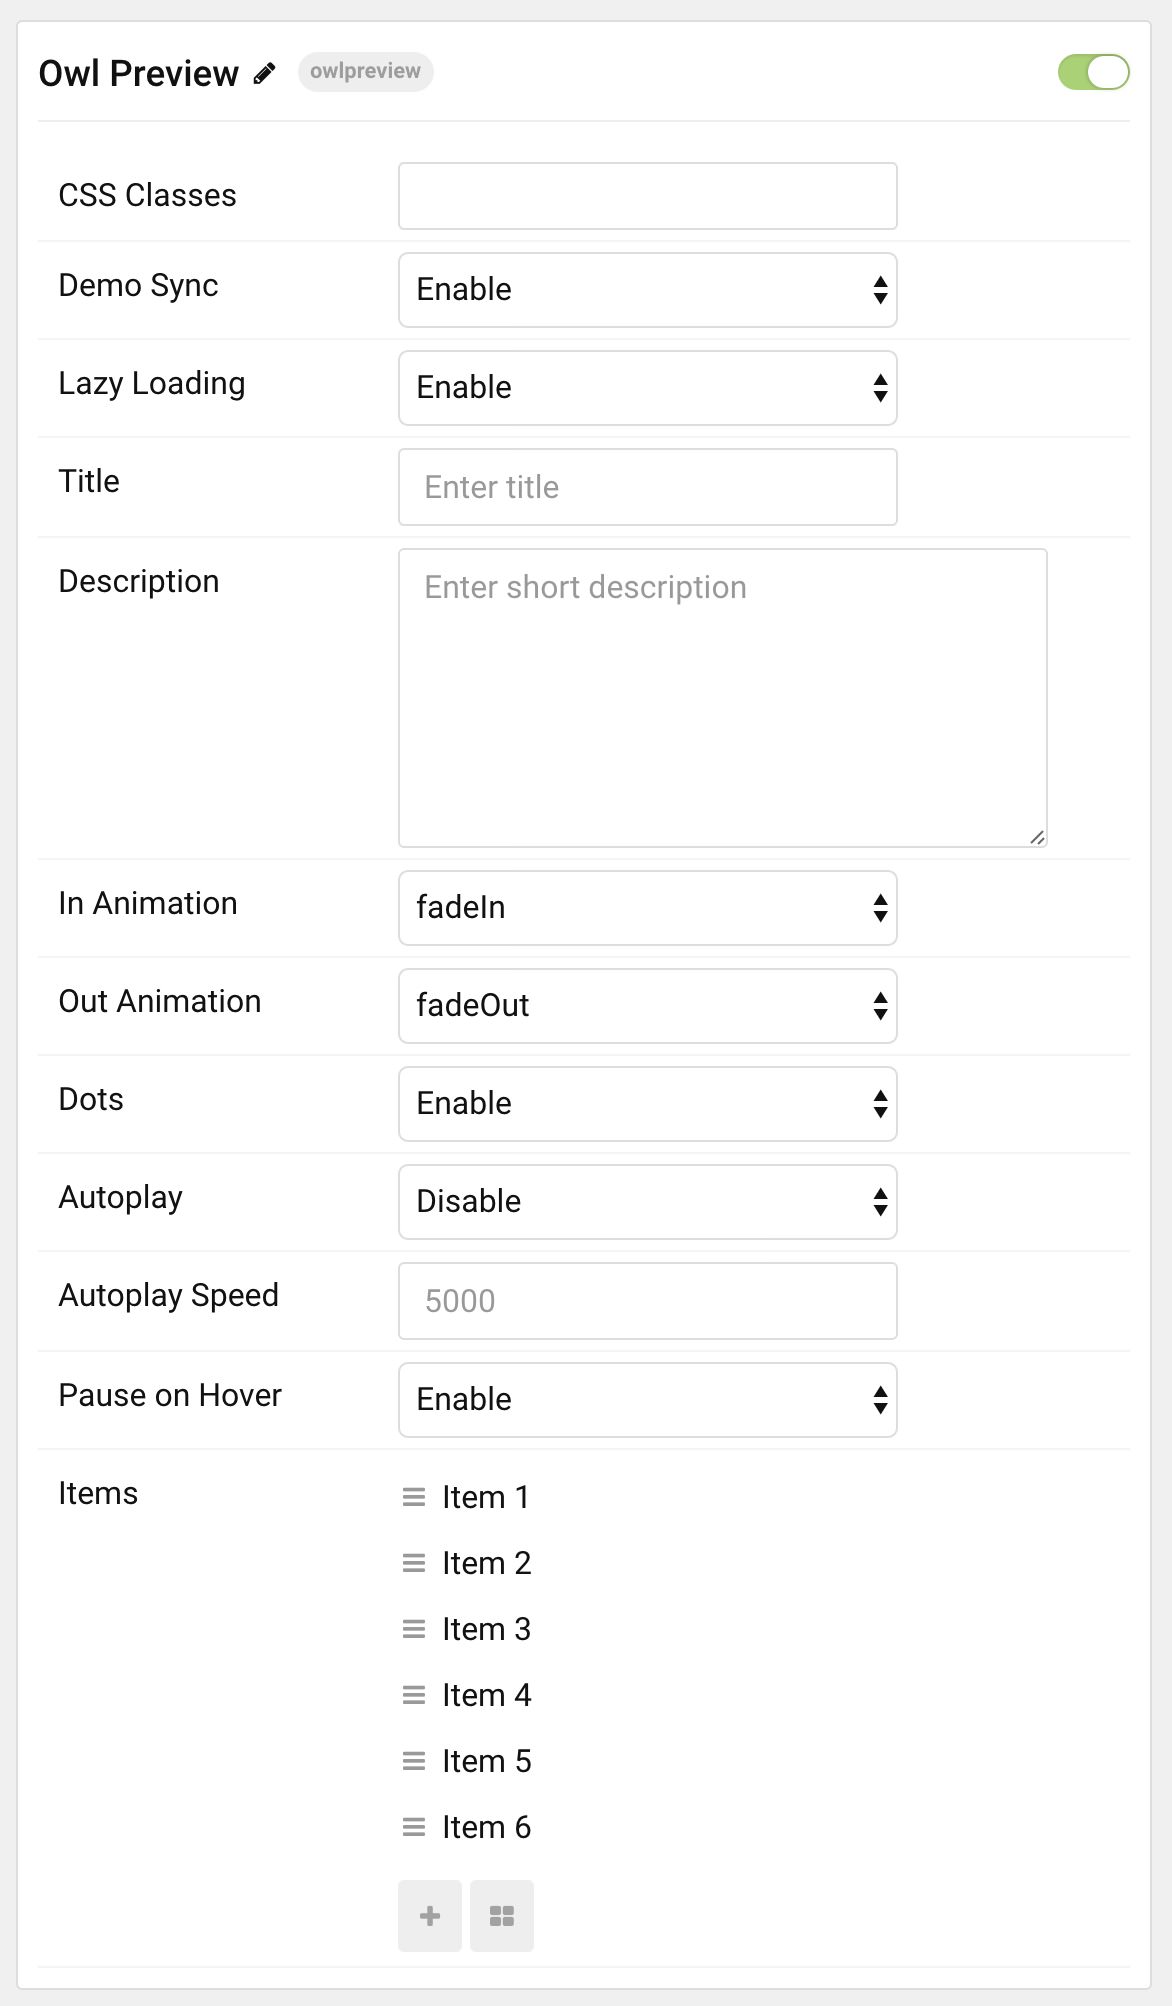 Owl Preview owlpreview
CSS Classes
Demo Sync Enable
Lazy Loading Enable
Title Enter title
Description Enter short description
In Animation fadeIn
Out Animation fadeOut
Dots Enable
Autoplay Disable
Autoplay Speed 5000
Pause on Hover Enable
Items Item 1
Item 2
Item 3
Item 4
Item 5
Item 6